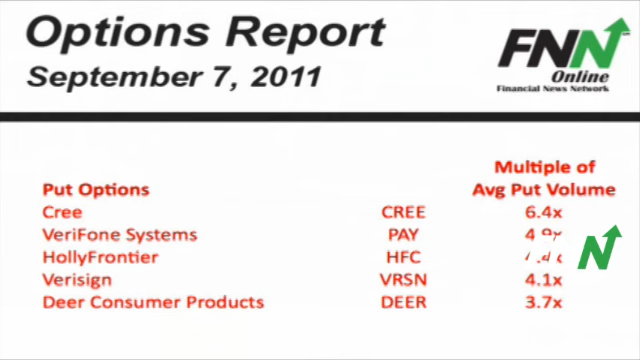 Options Report
September 7, 2011
FNN
Online
Financial News Network
Multiple of
Put Options Avg Put Volume
Cree CREE 6.4x
VeriFone Systems PAY
HollyFrontier HFC
Verisign VRSN 4.1x
Deer Consumer Products DEER 3.7x
N